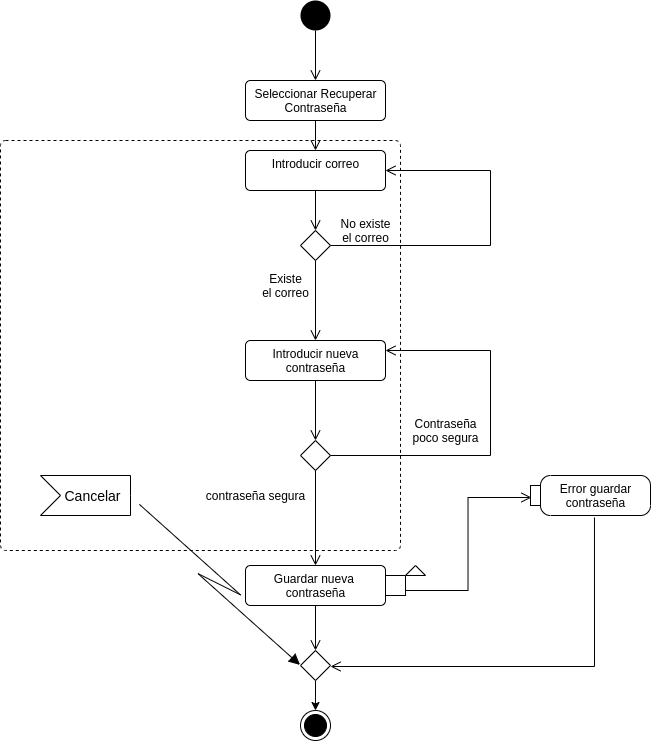 Seleccionar Recuperar
Contraseña
Introducir correo
No existe
el correo
Existe
el correo
Introducir nueva
contraseña
Contraseña
poco segura
Cancelar
contraseña segura
Error guardar
contraseña
Guardar nueva
contraseña